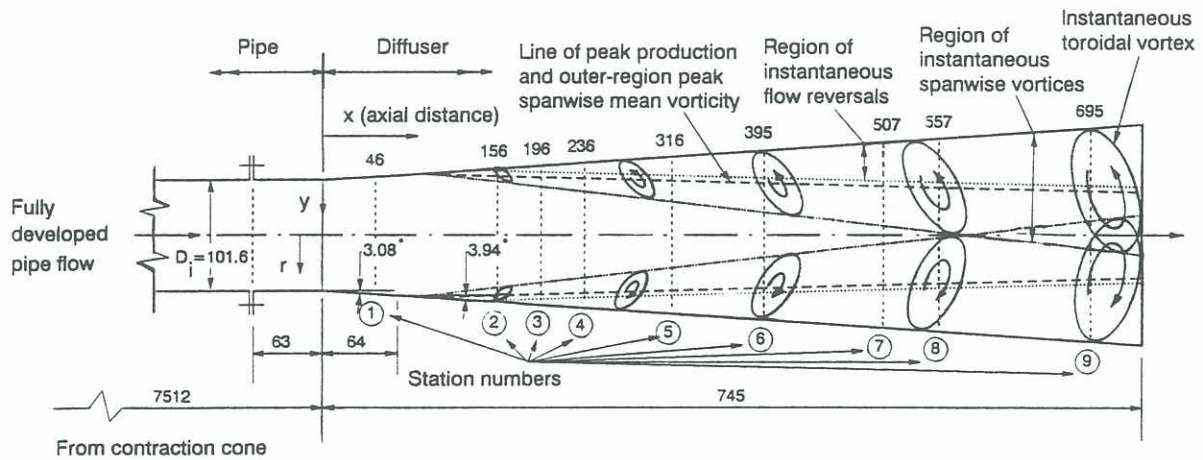 Pipe
Diffuser
Line of peak production
and outer-region peak
spanwise mean vorticity
Region of
instantaneous
flow reversals
Region of
instantaneous
spanwise vortices
Instantaneous
toroidal vortex
x (axial distance)
46
156
196
236
316
395
507
557
695
Fully
developed
pipe flow
y
r
D i =101.6
3.08°
3.94°
1
2
3
4
5
6
7
8
9
63
64
Station numbers
7512
745
From contraction cone